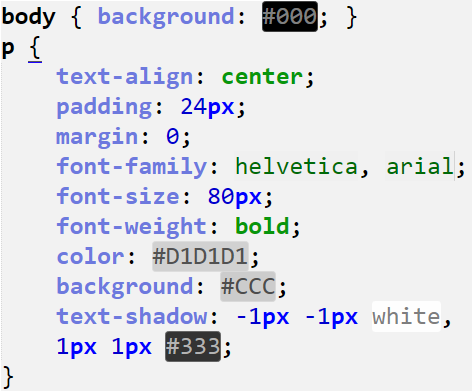 body { background: #000; }
p {
text-align: center;
padding: 24px;
margin: 0;
font-family: helvetica, arial;
font-size: 80px;
font-weight: bold;
color: #D1D1D1;
background: #CCC;
text-shadow: -1px -1px white,
1px 1px #333;
}